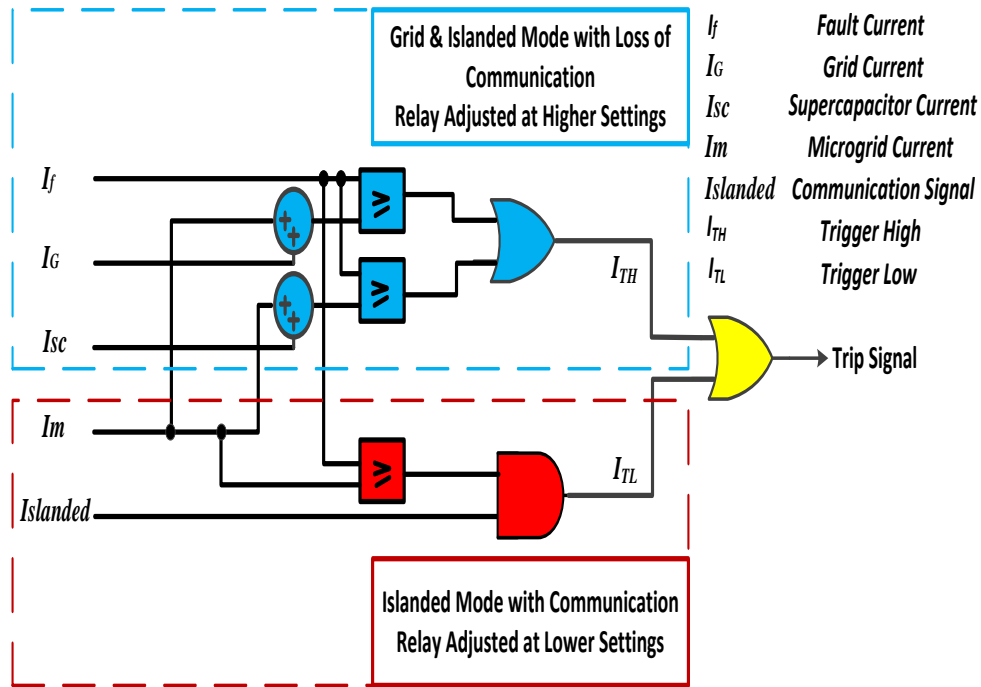 Grid & Islanded Mode with Loss of
Communication
Relay Adjusted at Higher Settings
If Fault Current
IG Grid Current
Isc Supercapacitor Current
Im Microgrid Current
Islanded Communication Signal
ITH Trigger High
ITL Trigger Low
If
IG
Isc
Im
Islanded
++
++
≥
≥
≥
ITH
ITL
Trip Signal
Islanded Mode with Communication
Relay Adjusted at Lower Settings